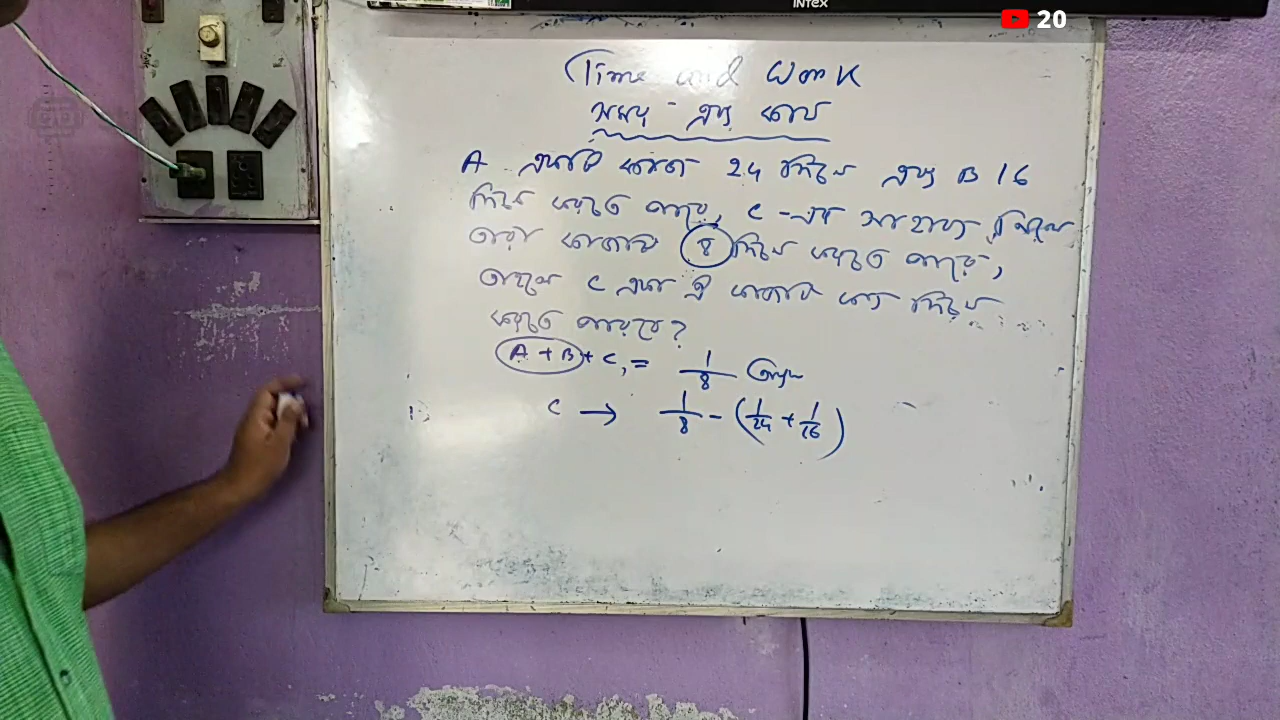 INTEX
20
Time and Work
সময় এবং কাজ
A একটি কাজ 24 দিনে এবং B 16
দিনে করতে পারে, C-এর সাহায্য নিলে
তারা কাজটি 8 দিনে করতে পারে,
তাহলে C একা ঐ কাজটি কত দিনে
করতে পারবে?
A + B + C, = 1/8 অংশ
C → 1/8 - (1/24 + 1/16)